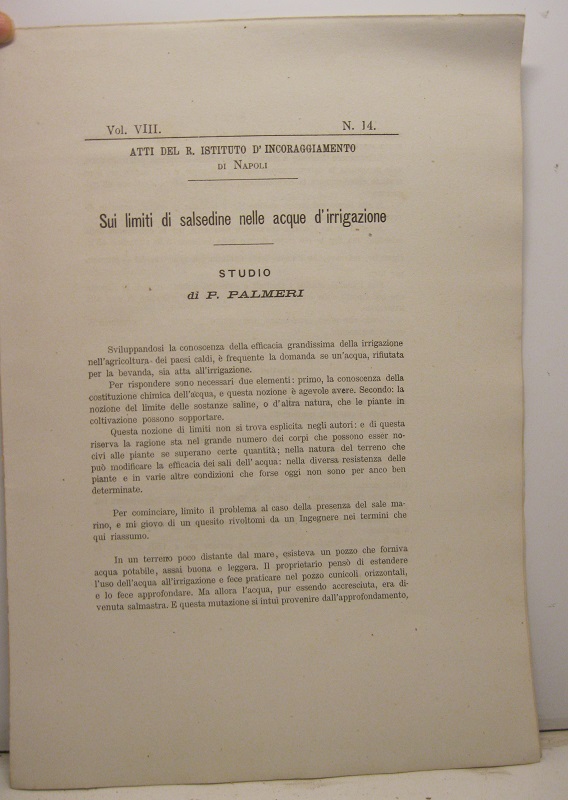 Vol. VIII. N. 14.
ATTI DEL R. ISTITUTO D'INCORAGGIAMENTO
DI NAPOLI
Sui limiti di salsedine nelle acque d'irrigazione
STUDIO
di P. PALMERI
Sviluppandosi la conoscenza della efficacia grandissima della irrigazione
nell'agricoltura dei paesi caldi, è frequente la domanda se un'acqua, rifiutata
per la bevanda, sia atta all'irrigazione.
Per rispondere sono necessari due elementi: primo, la conoscenza della
costituzione chimica dell'acqua, e questa nozione è agevole avere. Secondo: la
nozione del limite delle sostanze saline, o d'altra natura, che le piante in
coltivazione possono sopportare.
Questa nozione di limiti non si trova esplicita negli autori: e di questa
riserva la ragione sta nel grande numero dei corpi che possono esser no-
civi alle piante se superano certe quantità; nella natura del terreno che
può modificare la efficacia dei sali dell'acqua: nella diversa resistenza delle
piante e in varie altre condizioni che forse oggi non sono per anco ben
determinate.
Per cominciare, limito il problema al caso della presenza del sale ma-
rino, e mi giovo di un quesito rivoltomi da un Ingegnere nei termini che
qui riassumo.
In un terreno poco distante dal mare, esisteva un pozzo che forniva
acqua potabile, assai buona e leggera. Il proprietario pensò di estendere
l'uso dell'acqua all'irrigazione e fece praticare nel pozzo cunicoli orizzontali,
e lo fece approfondare. Ma allora l'acqua, pur essendo accresciuta, era di-
venuta salmastra. E questa mutazione si intuì provenire dall'approfondamento,